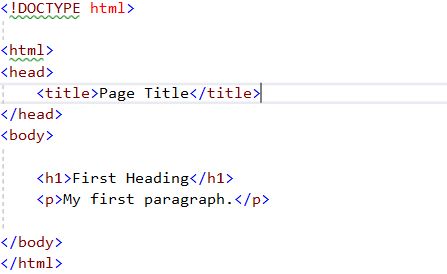 <!DOCTYPE html>
<html>
<head>
<title>Page Title</title>
</head>
<body>
<h1>First Heading</h1>
<p>My first paragraph.</p>
</body>
</html>